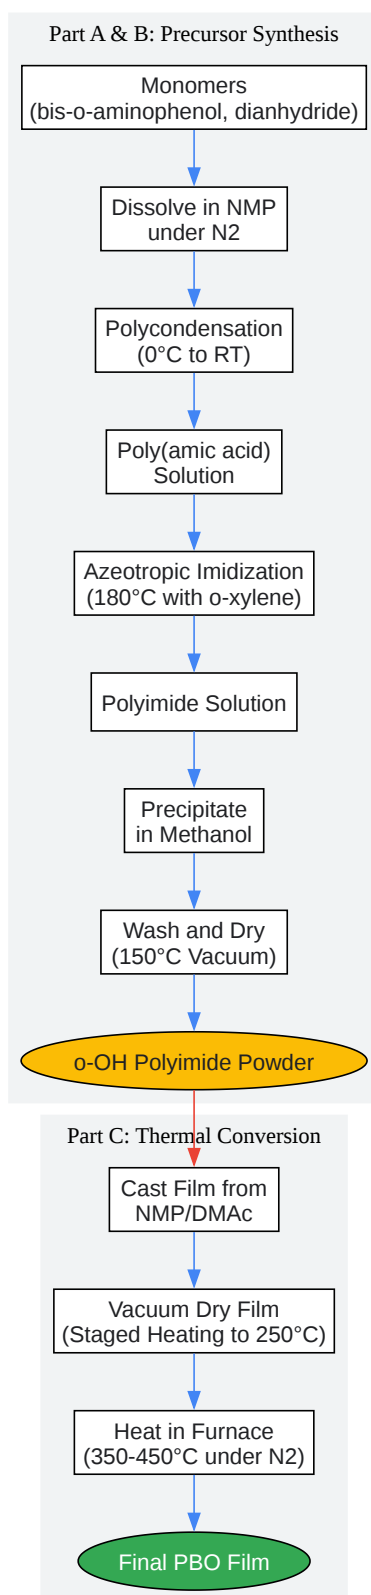 Part A & B: Precursor Synthesis
Monomers
(bis-o-aminophenol, dianhydride)
Dissolve in NMP
under N2
Polycondensation
(0°C to RT)
Poly(amic acid)
Solution
Azeotropic Imidization
(180°C with o-xylene)
Polyimide Solution
Precipitate
in Methanol
Wash and Dry
(150°C Vacuum)
o-OH Polyimide Powder
Part C: Thermal Conversion
Cast Film from
NMP/DMAc
Vacuum Dry Film
(Staged Heating to 250°C)
Heat in Furnace
(350-450°C under N2)
Final PBO Film